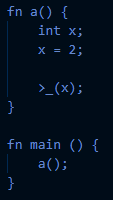 fn a() {
    int x;
    x = 2;

    >_(x);
}

fn main () {
    a();
}